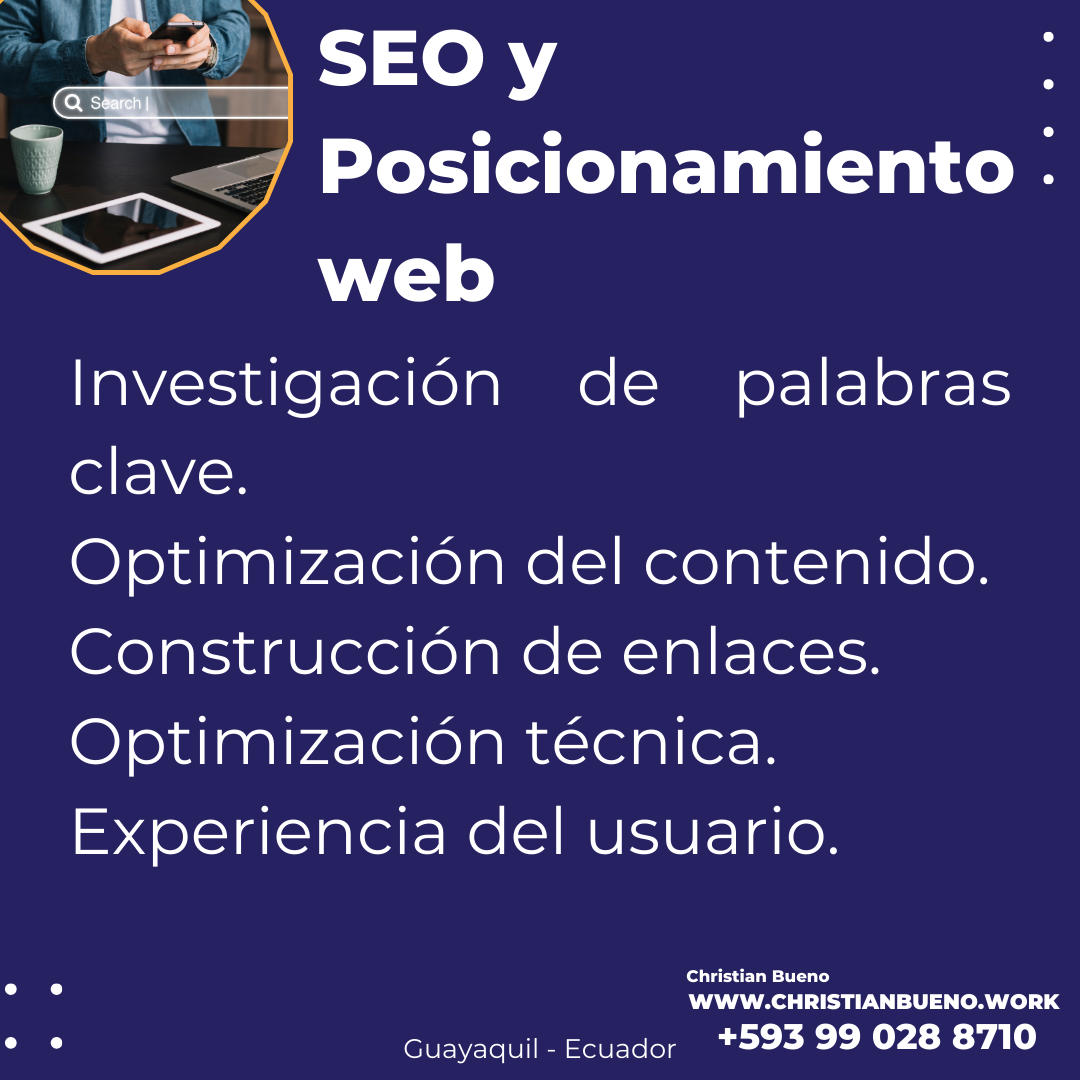 Search |
SEO y
Posicionamiento
web
Investigación de palabras
clave.
Optimización del contenido.
Construcción de enlaces.
Optimización técnica.
Experiencia del usuario.
Christian Bueno
WWW.CHRISTIANBUENO.WORK
+593 99 028 8710
Guayaquil - Ecuador